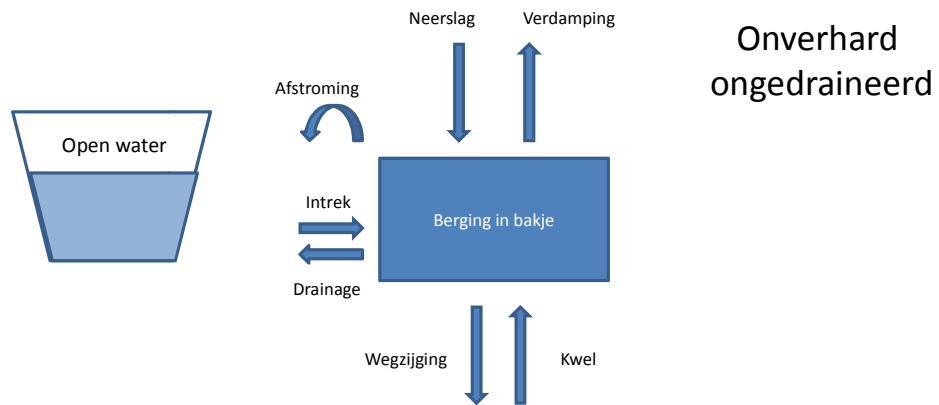 Neerslag
Verdamping
Onverhard
ongedraineerd
Afstroming
Open water
Intrek
Berging in bakje
Drainage
Wegzijging
Kwel